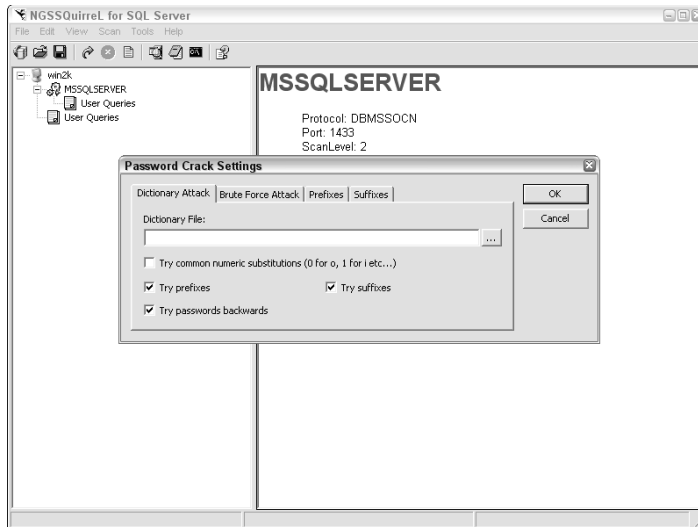 NGSSQuirreL for SQL Server
File Edit View Scan Tools Help
win2k
MSSQLSERVER
User Queries
User Queries
MSSQLSERVER
Protocol: DBMSSOCN
Port: 1433
ScanLevel: 2
Password Crack Settings
Dictionary Attack Brute Force Attack Prefixes Suffixes
OK
Cancel
Dictionary File:
...
Try common numeric substitutions (0 for o, 1 for i etc...)
Try prefixes Try suffixes
Try passwords backwards